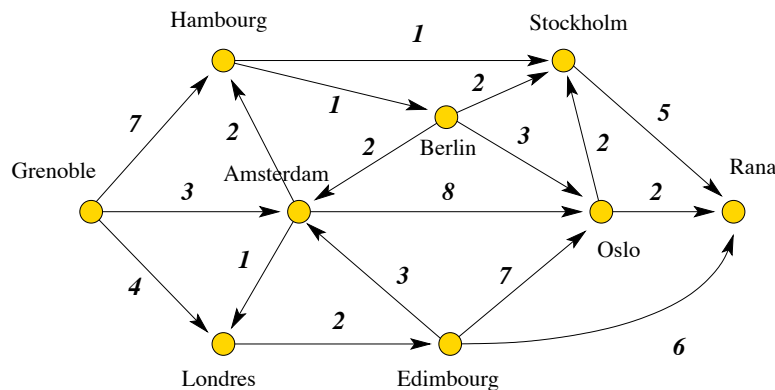 Hambourg
Stockholm
1
1
2
7
2
2
3
5
Berlin
2
Grenoble
Amsterdam
Rana
3
8
2
Oslo
4
1
3
7
2
6
Londres
Edimbourg